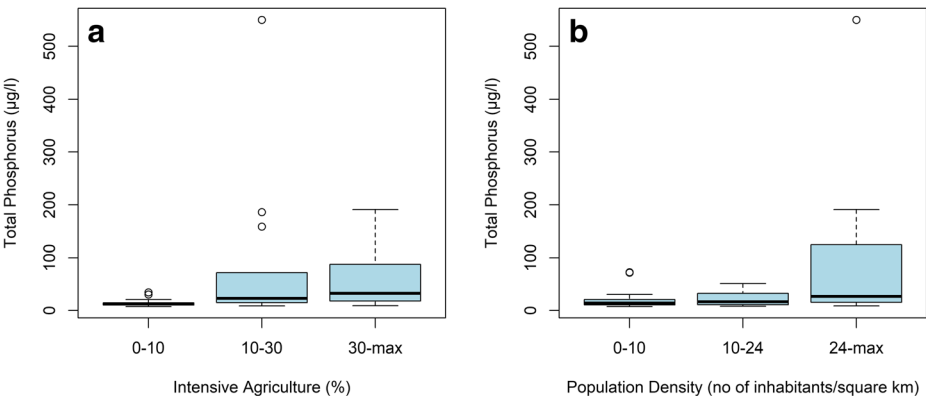 a
Total Phosphorus (µg/l)
500
400
300
200
100
0
0-10 10-30 30-max
Intensive Agriculture (%)
b
Total Phosphorus (µg/l)
500
400
300
200
100
0
0-10 10-24 24-max
Population Density (no of inhabitants/square km)